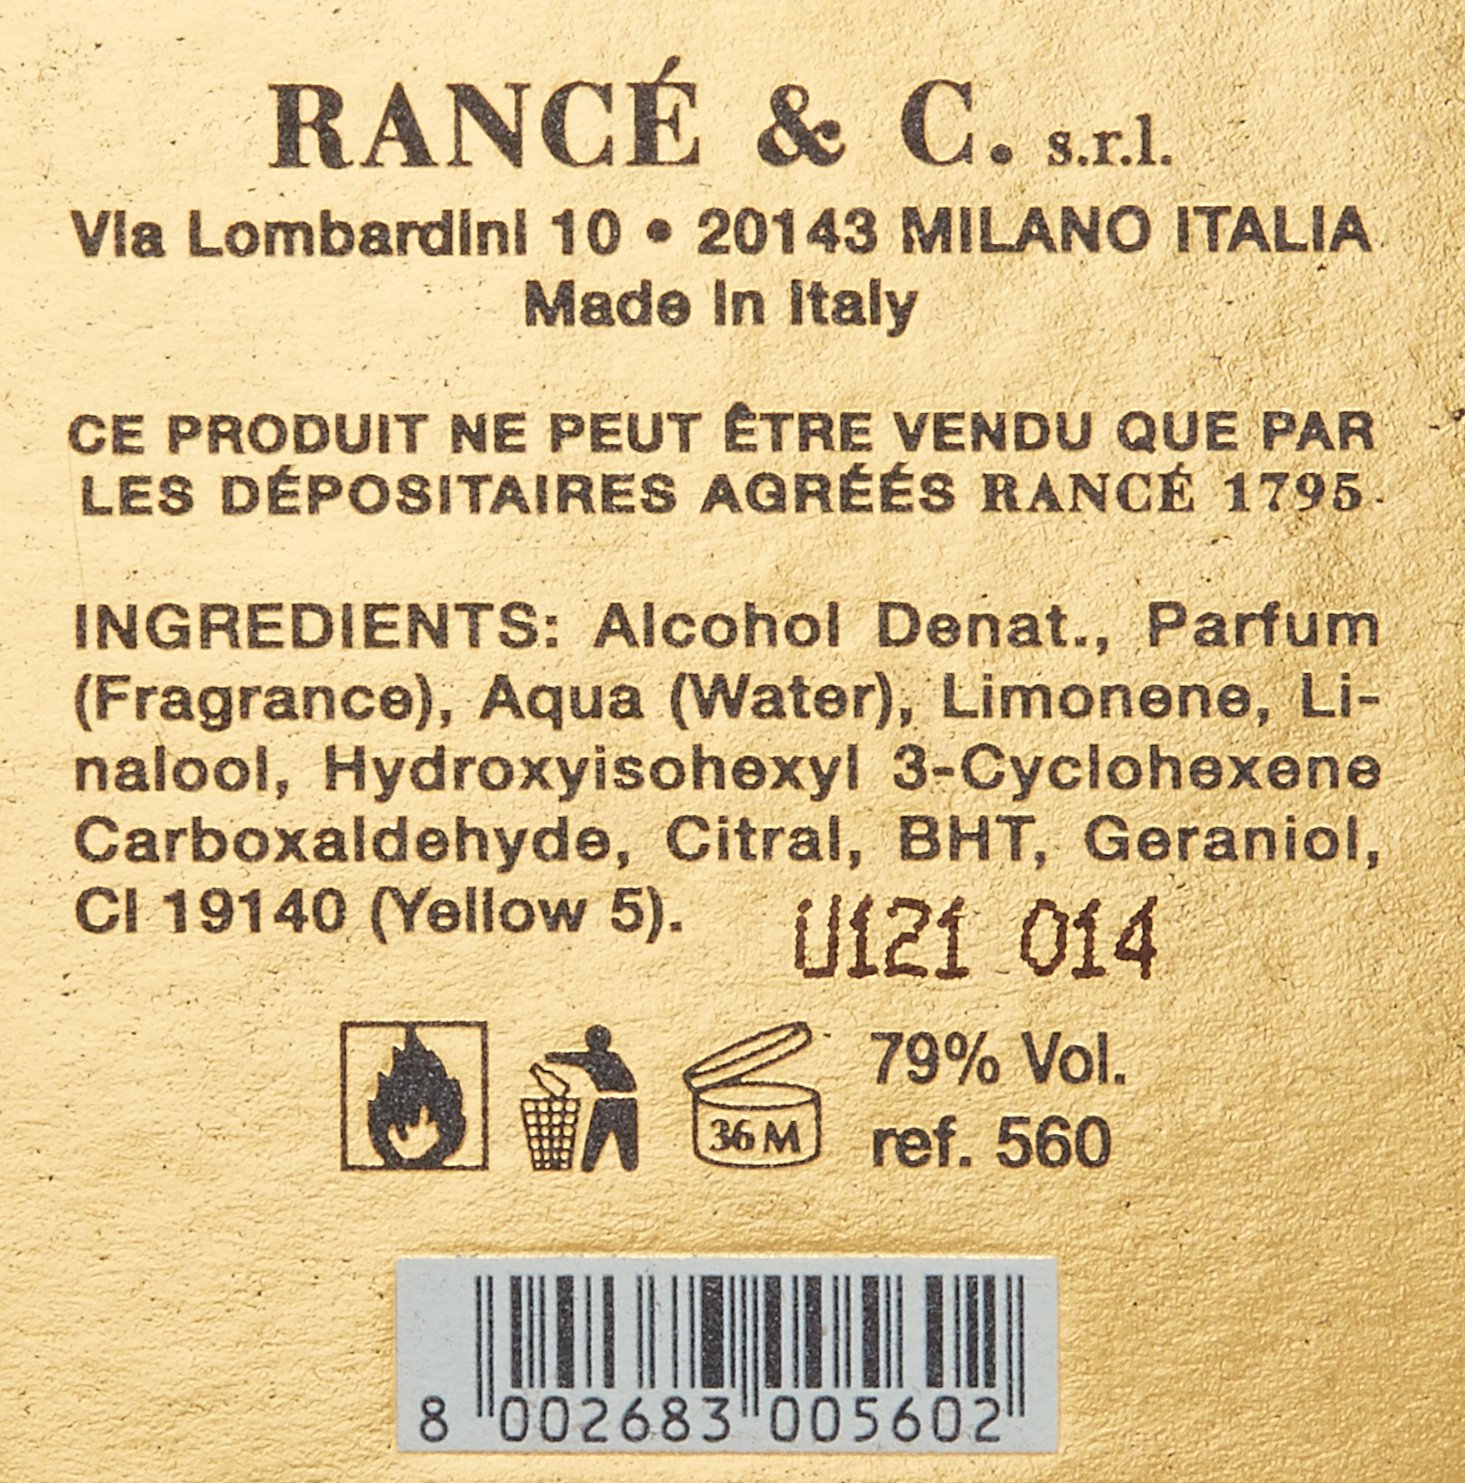 RANCÉ & C. s.r.l.
Via Lombardini 10 • 20143 MILANO ITALIA
Made in Italy
CE PRODUIT NE PEUT ÊTRE VENDU QUE PAR
LES DÉPOSITAIRES AGRÉÉS RANCÉ 1795
INGREDIENTS: Alcohol Denat., Parfum
(Fragrance), Aqua (Water), Limonene, Li-
nalool, Hydroxyisohexyl 3-Cyclohexene
Carboxaldehyde, Citral, BHT, Geraniol,
CI 19140 (Yellow 5).
U121 014
36 M
79% Vol.
ref. 560
8 002683 005602